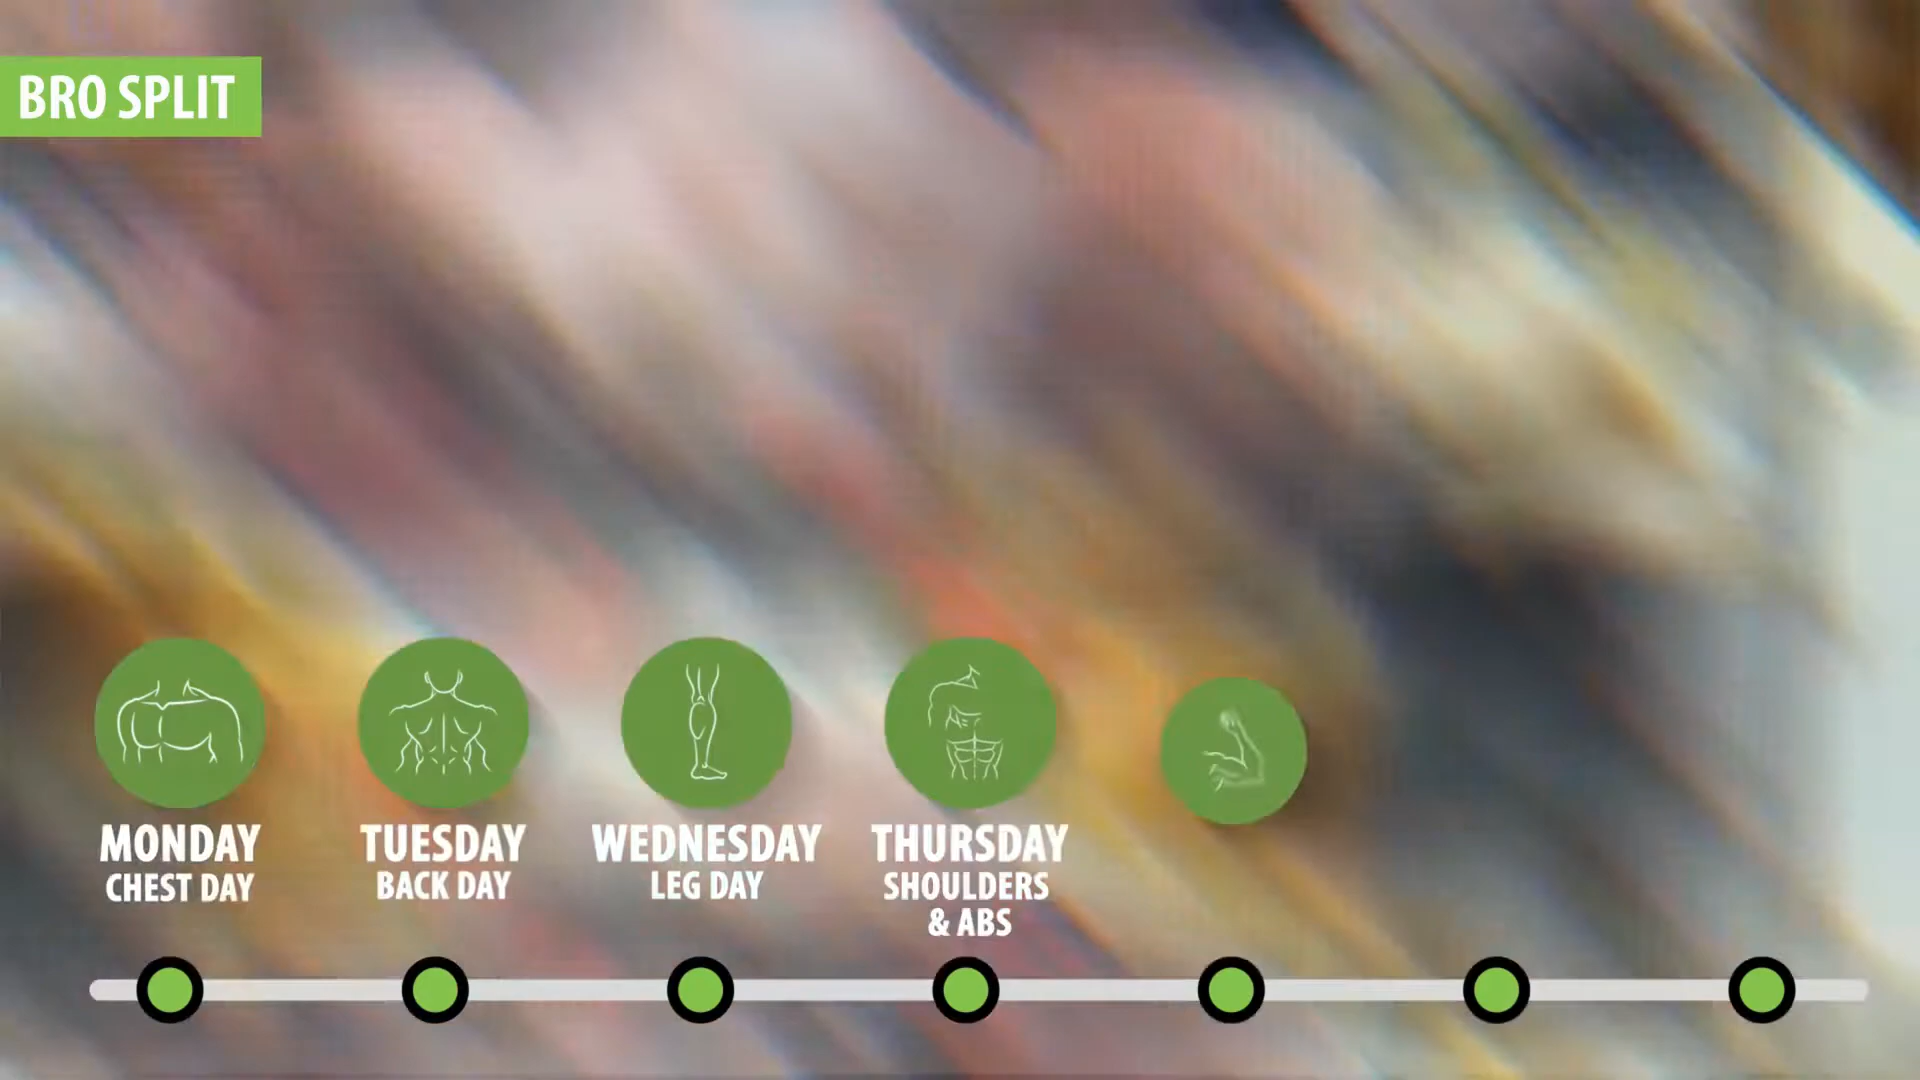 BRO SPLIT
MONDAY
CHEST DAY
TUESDAY
BACK DAY
WEDNESDAY
LEG DAY
THURSDAY
SHOULDERS
& ABS